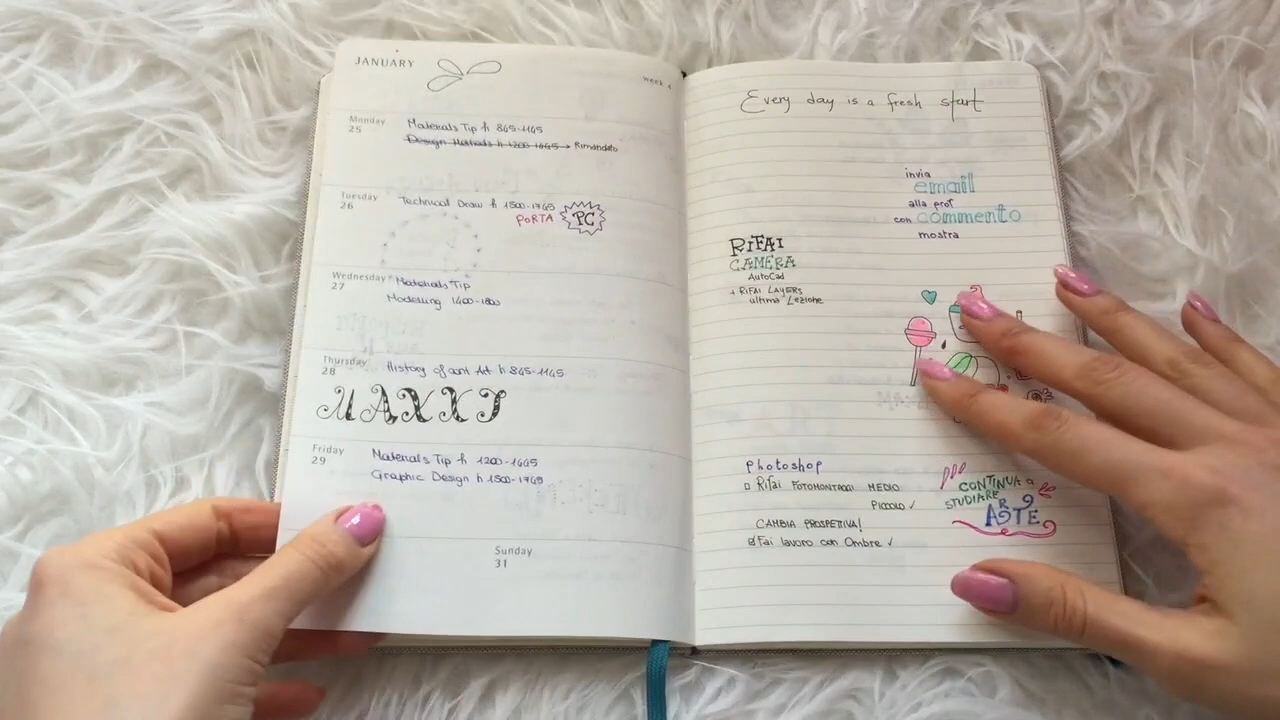 JANUARY
Week 4
Monday
25
Materials Tip h 845-1145
Design Methods h 1200-1445 → Rimandato
Tuesday
26
Technical Draw h 1500-1745
PORTA PC
Wednesday
27
Materials Tip
Modelling 1400-1800
Thursday
28
History of cont Art h 845-1145
MAXXI
Friday
29
Materials Tip h 1200-1445
Graphic Design h 1500-1745
Sunday
31
Every day is a fresh start
invia
email
alla prof
con commento
mostra
RiFAI
CAMERA
AutoCad
+ RIFAI LAYERS
ultima Lezione
Photoshop
□ Rifai FOTOMONTAGGI MEDIO
PICCOLO ✓
CAMBIA PROSPETTIVA!
☑ Fai lavoro con Ombre ✓
CONTINUA a
STUDIARE
ARTE